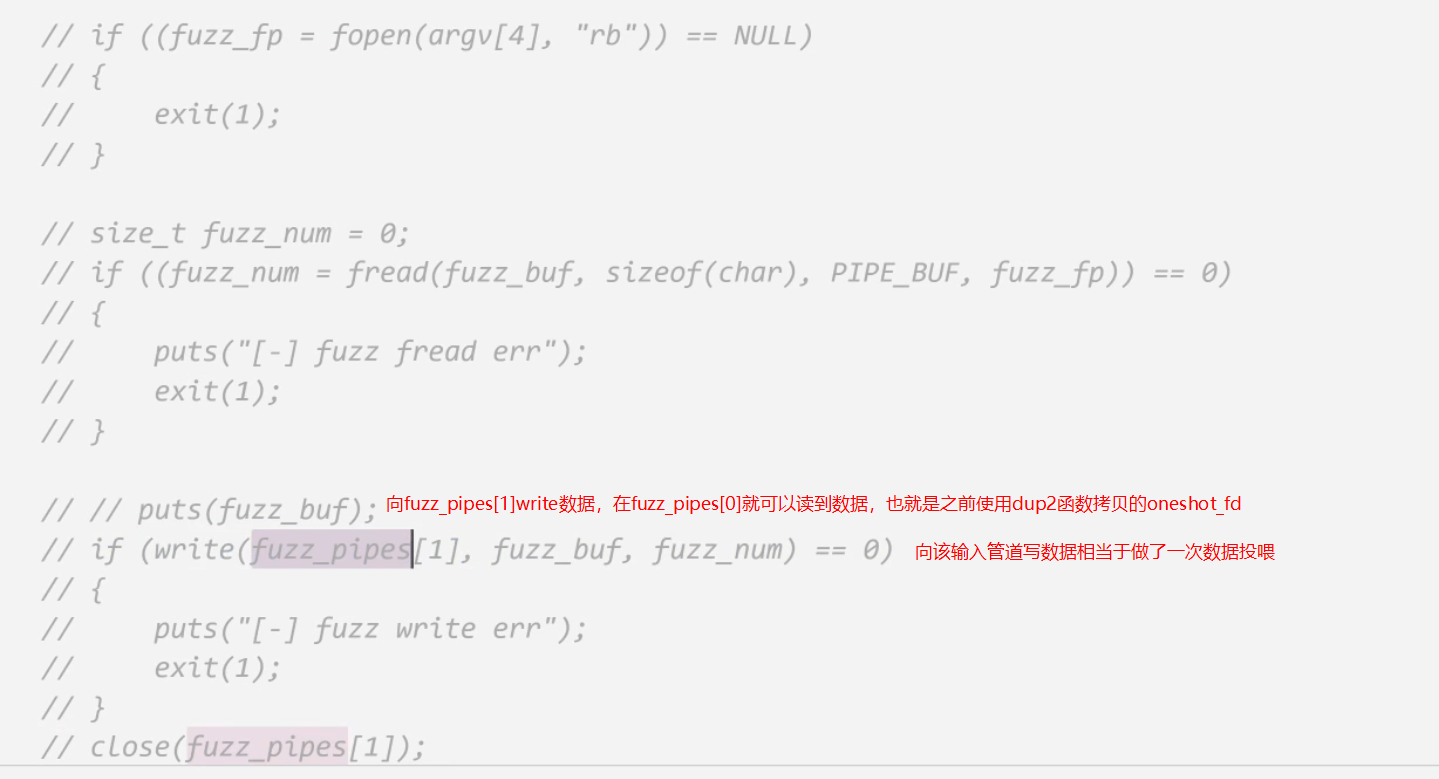 // if ((fuzz_fp = fopen(argv[4], "rb")) == NULL)
// {
//     exit(1);
// }
// size_t fuzz_num = 0;
// if ((fuzz_num = fread(fuzz_buf, sizeof(char), PIPE_BUF, fuzz_fp)) == 0)
// {
//     puts("[-] fuzz fread err");
//     exit(1);
// }
// // puts(fuzz_buf); 向fuzz_pipes[1]write数据，在fuzz_pipes[0]就可以读到数据，也就是之前使用dup2函数拷贝的oneshot_fd
// if (write(fuzz_pipes[1], fuzz_buf, fuzz_num) == 0) 向该输入管道写数据相当于做了一次数据投喂
// {
//     puts("[-] fuzz write err");
//     exit(1);
// }
// close(fuzz_pipes[1]);